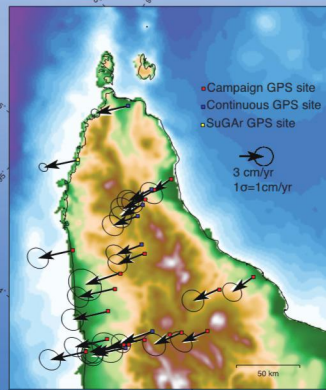 Campaign GPS site
Continuous GPS site
SuGAr GPS site
3 cm/yr
1σ=1cm/yr
50 km